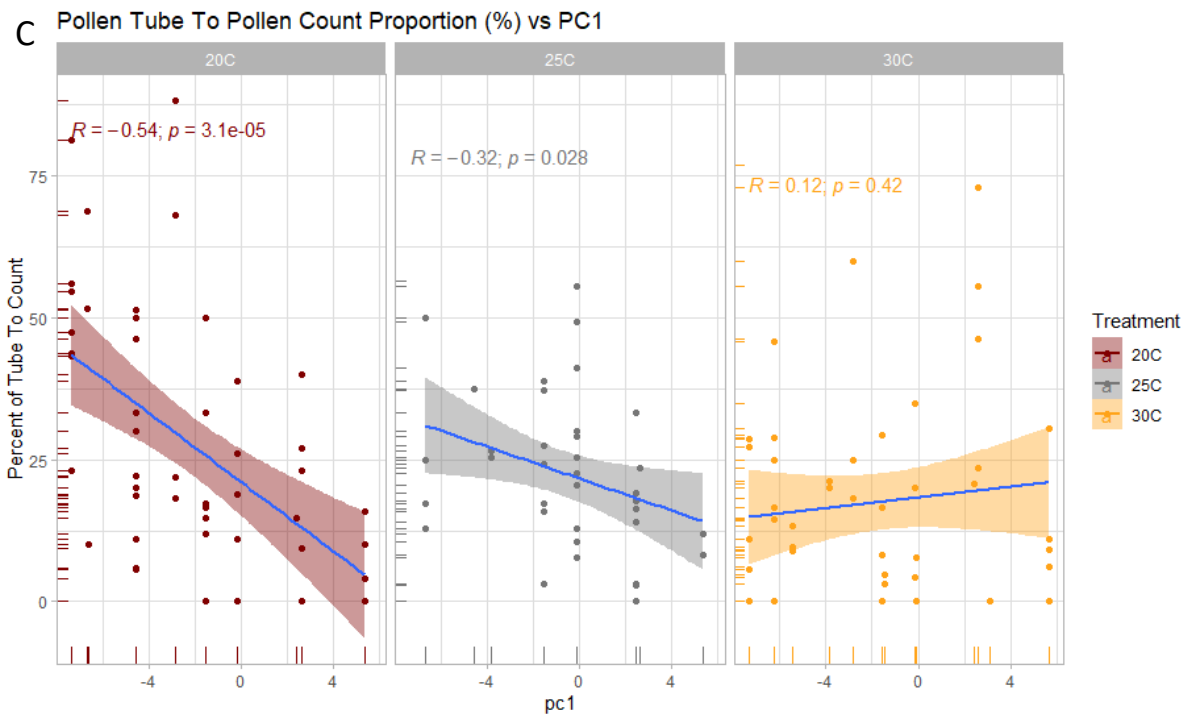 C
Pollen Tube To Pollen Count Proportion (%) vs PC1
20C
25C
30C
R = −0.54; p = 3.1e-05
R = −0.32; p = 0.028
R = 0.12; p = 0.42
Percent of Tube To Count
75
50
25
0
-4
0
4
-4
0
4
-4
0
4
pc1
Treatment
a 20C
a 25C
a 30C